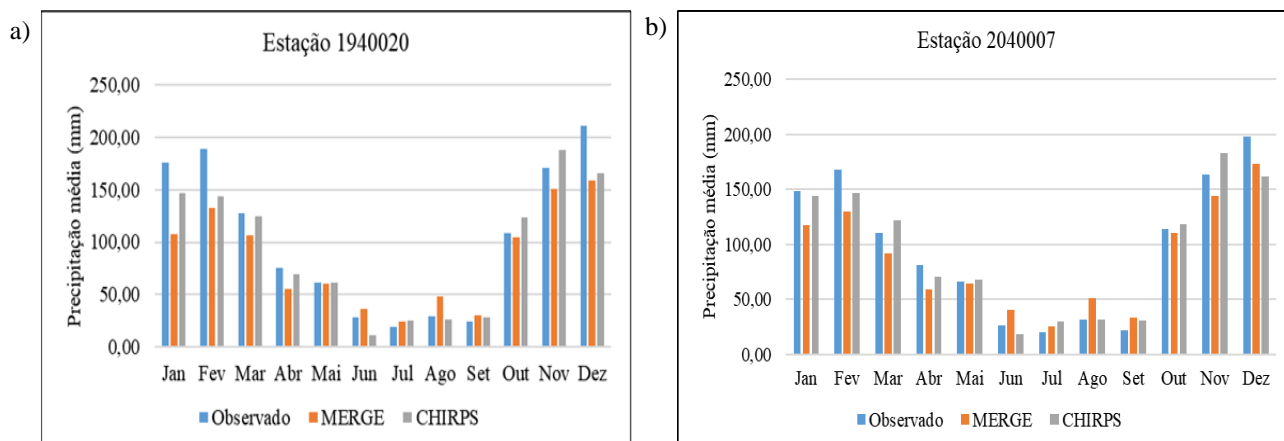 a)
Estação 1940020
Precipitação média (mm)
250,00
200,00
150,00
100,00
50,00
0,00
Jan Fev Mar Abr Mai Jun Jul Ago Set Out Nov Dez
Observado MERGE CHIRPS
b)
Estação 2040007
Precipitação média (mm)
250,00
200,00
150,00
100,00
50,00
0,00
Jan Fev Mar Abr Mai Jun Jul Ago Set Out Nov Dez
Observado MERGE CHIRPS